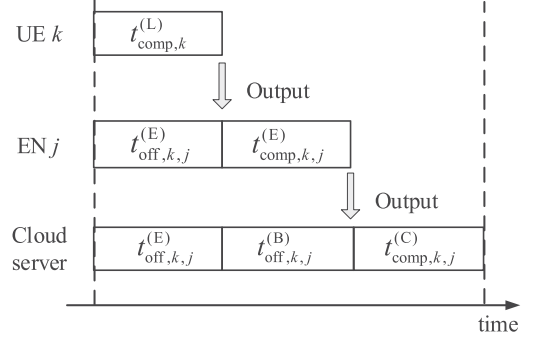 UE k t_{comp,k}^{(L)}
Output
EN j t_{off,k,j}^{(E)} t_{comp,k,j}^{(E)}
Output
Cloud server t_{off,k,j}^{(E)} t_{off,k,j}^{(B)} t_{comp,k,j}^{(C)}
time